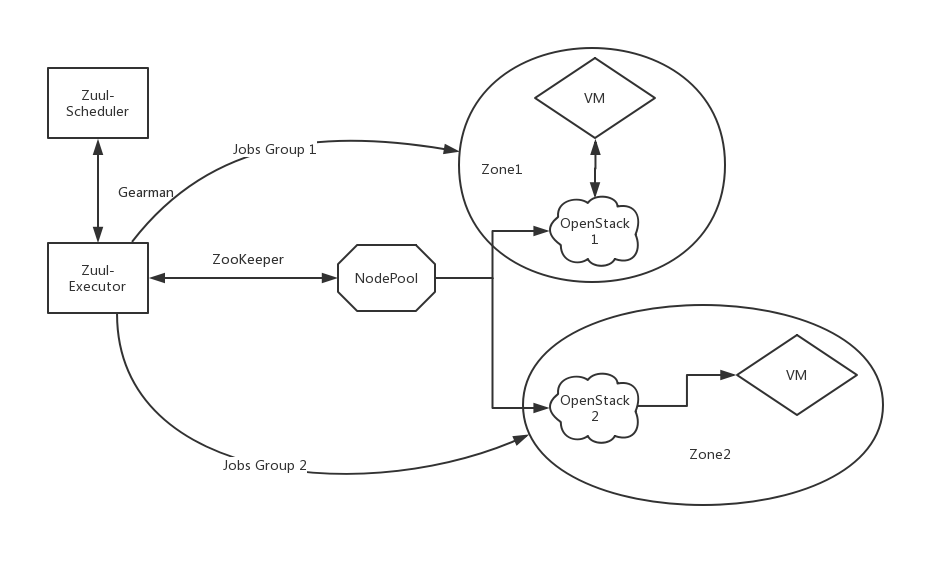 Zuul-
Scheduler
VM
Jobs Group 1
Zone1
Gearman
OpenStack
1
ZooKeeper
Zuul-
Executor
NodePool
VM
OpenStack
2
Zone2
Jobs Group 2